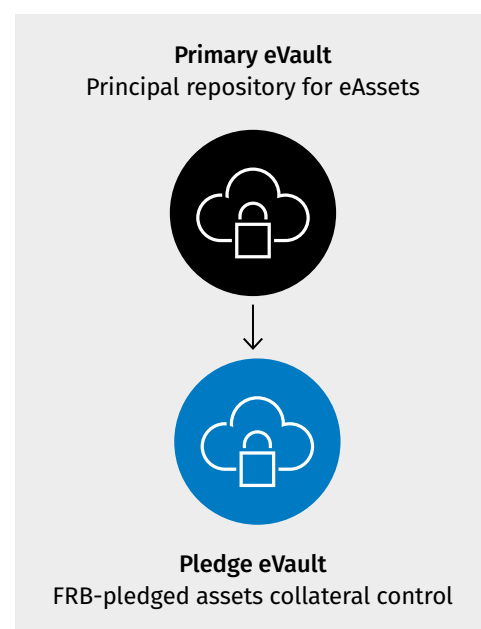 Primary eVault
Principal repository for eAssets
Pledge eVault
FRB-pledged assets collateral control